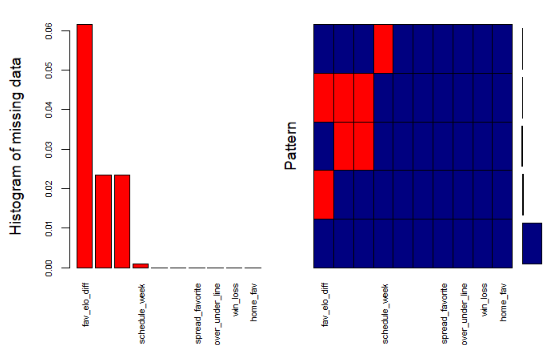 Histogram of missing data
0.00
0.01
0.02
0.03
0.04
0.05
0.06
fav_elo_diff
schedule_week
spread_favorite
over_under_line
win_loss
home_fav
Pattern
fav_elo_diff
schedule_week
spread_favorite
over_under_line
win_loss
home_fav